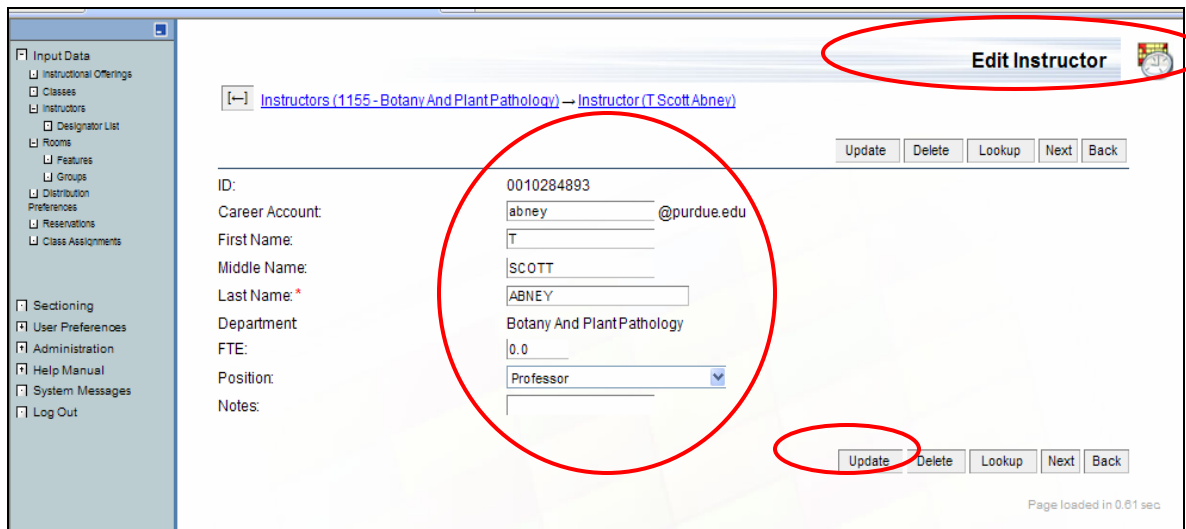 Edit Instructor
Input Data
Instructional Offerings
Classes
Instructors
Designator List
Rooms
Features
Groups
Distribution
Preferences
Reservations
Class Assignments
Sectioning
User Preferences
Administration
Help Manual
System Messages
Log Out
[←] Instructors (1155 - Botany And Plant Pathology) → Instructor (T Scott Abney)
Update Delete Lookup Next Back
ID: 0010284893
Career Account: abney @purdue.edu
First Name: T
Middle Name: SCOTT
Last Name: * ABNEY
Department: Botany And Plant Pathology
FTE: 0.0
Position: Professor
Notes:
Update Delete Lookup Next Back
Page loaded in 0.61 sec.